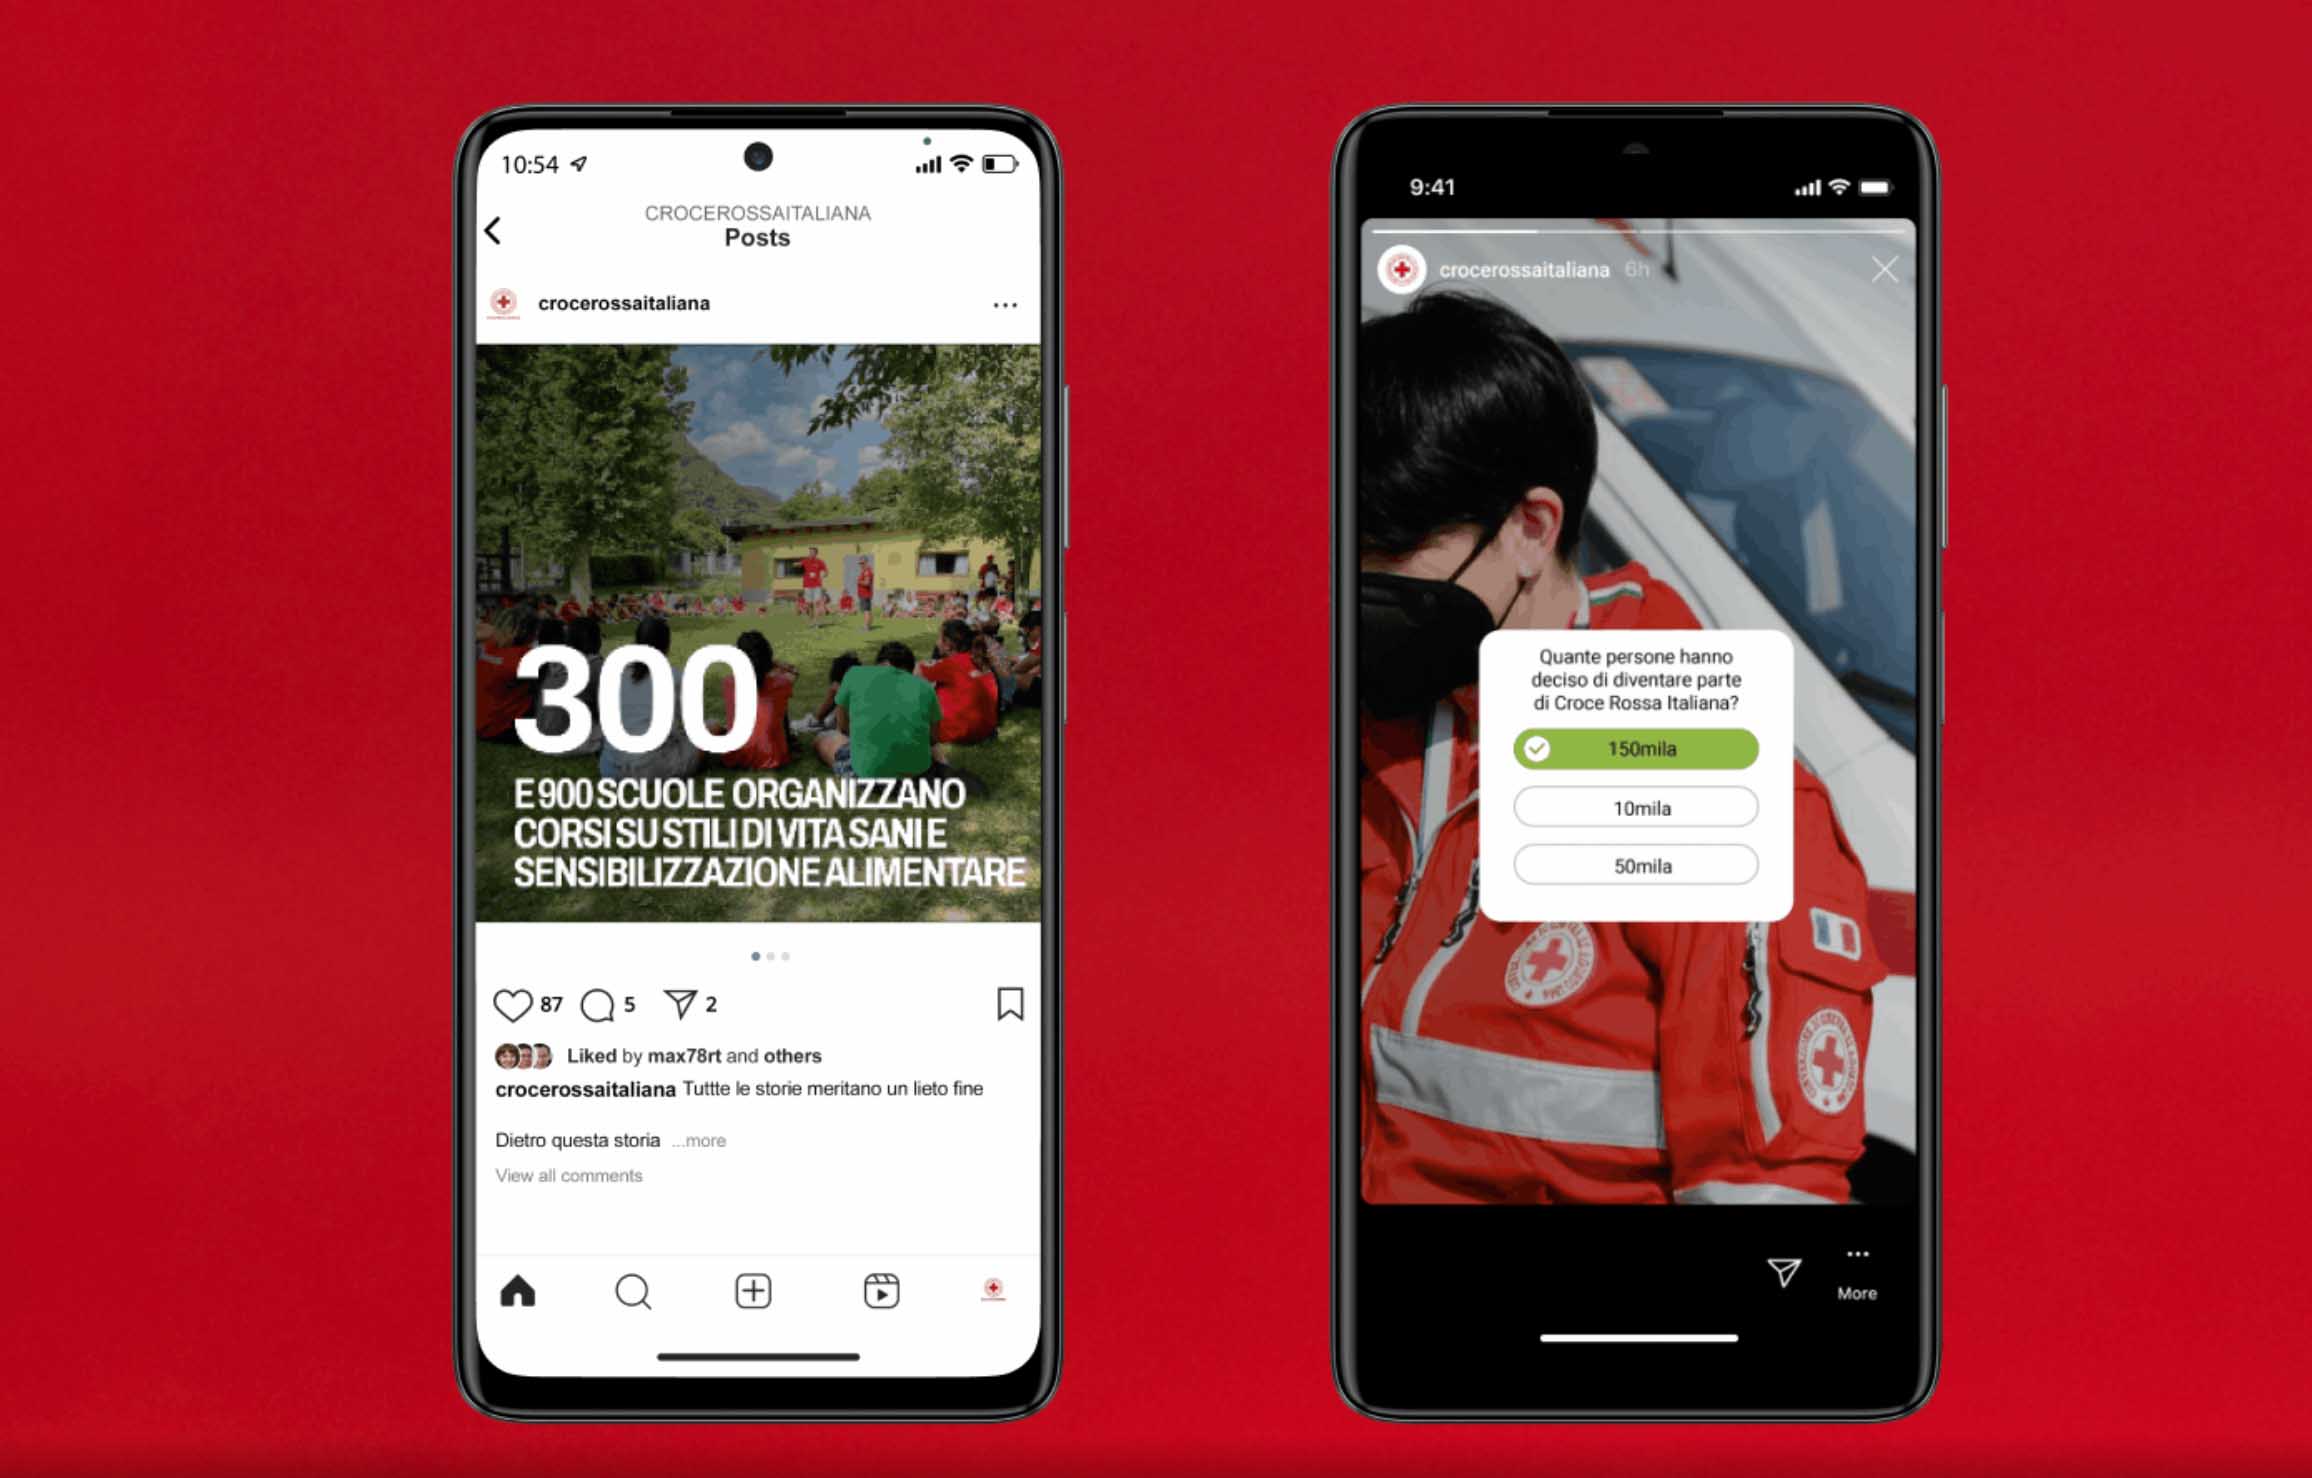 10:54
CROCEROSSAITALIANA
Posts
crocerossaitaliana
300
E 900 SCUOLE ORGANIZZANO
CORSI SU STILI DI VITA SANI E
SENSIBILIZZAZIONE ALIMENTARE
87 5 2
Liked by max78rt and others
crocerossaitaliana Tuttte le storie meritano un lieto fine
Dietro questa storia ...more
View all comments
9:41
crocerossaitaliana 6h
Quante persone hanno
deciso di diventare parte
di Croce Rossa Italiana?
150mila
10mila
50mila
More